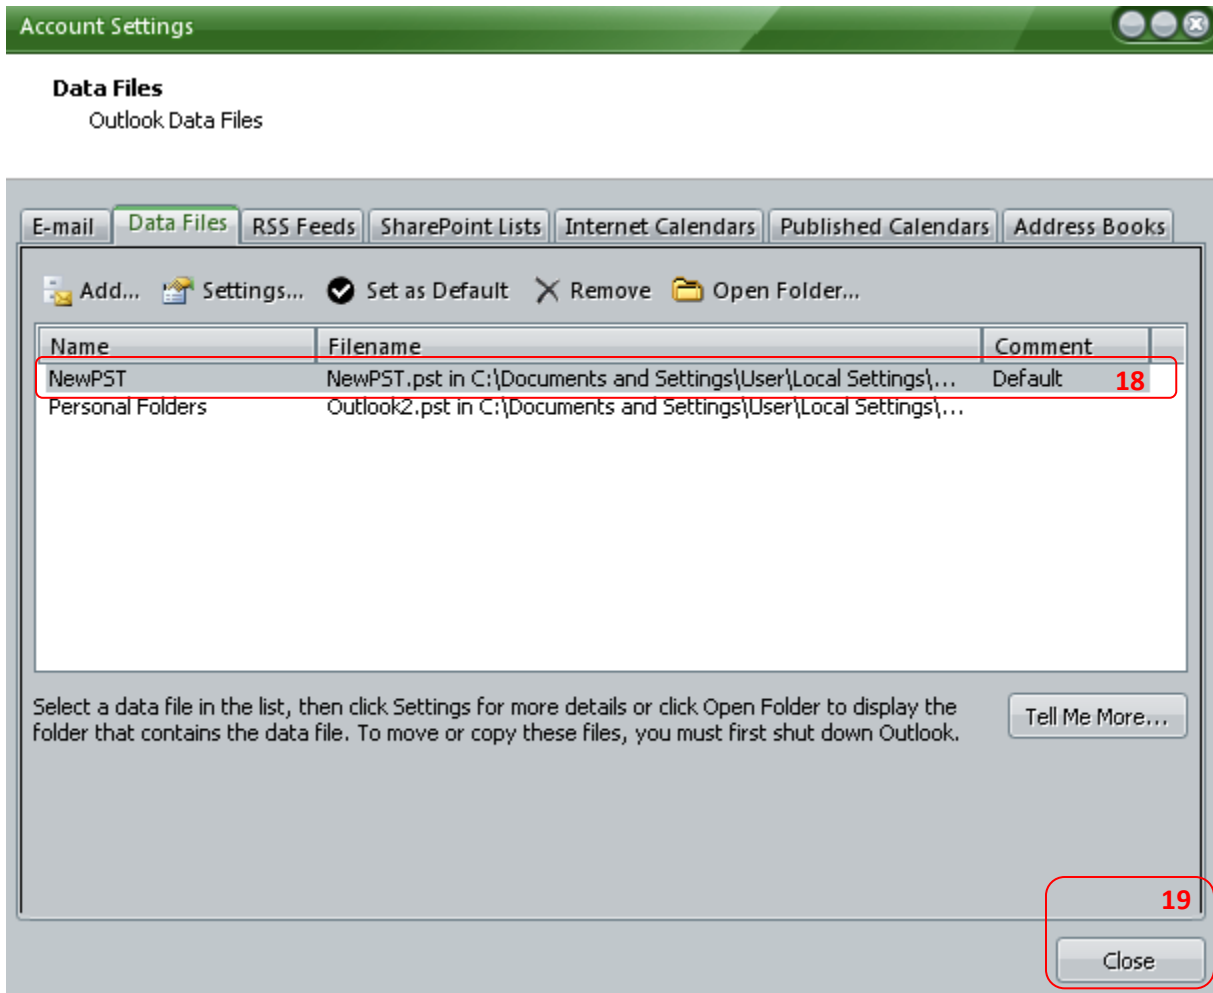 Account Settings
Data Files
Outlook Data Files
E-mail Data Files RSS Feeds SharePoint Lists Internet Calendars Published Calendars Address Books
Add... Settings... Set as Default Remove Open Folder...
Name Filename Comment
NewPST NewPST.pst in C:\Documents and Settings\User\Local Settings\... Default 18
Personal Folders Outlook2.pst in C:\Documents and Settings\User\Local Settings\...
Select a data file in the list, then click Settings for more details or click Open Folder to display the
folder that contains the data file. To move or copy these files, you must first shut down Outlook.
Tell Me More...
19
Close